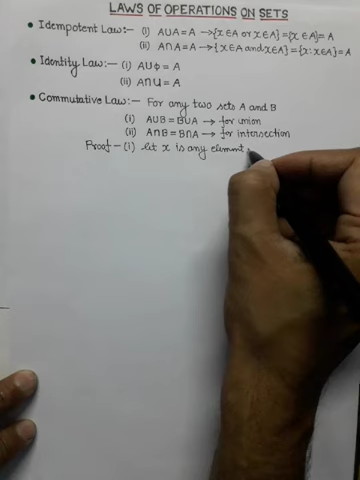 LAWS OF OPERATIONS ON SETS
• Idempotent Law:- (i) A∪A = A → {x∈A or x∈A} = {x∈A} = A
(ii) A∩A = A → {x∈A and x∈A} = {x: x∈A} = A
• Identity Law:- (i) A∪ϕ = A
(ii) A∩U = A
• Commutative Law:- For any two sets A and B
(i) A∪B = B∪A → for union
(ii) A∩B = B∩A → for intersection
Proof - (i) let x is any element